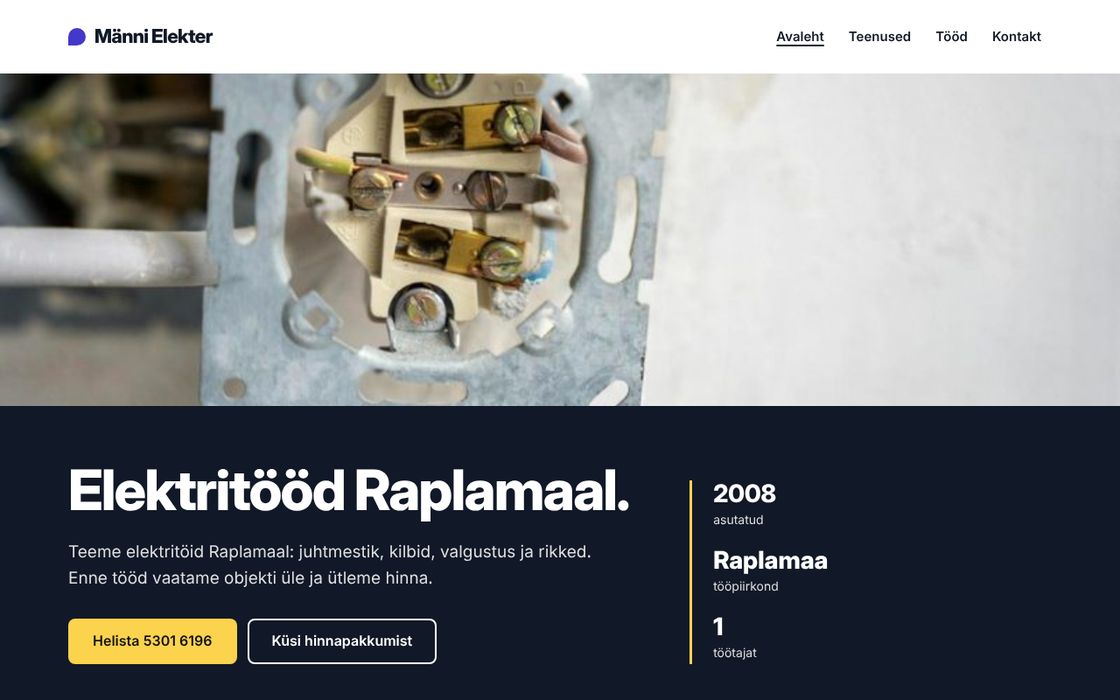 Männi Elekter
Avaleht
Teenused
Tööd
Kontakt
Elektritööd Raplamaal.
Teeme elektritöid Raplamaal: juhtmestik, kilbid, valgustus ja rikked.
Enne tööd vaatame objekti üle ja ütleme hinna.
Helista 5301 6196
Küsi hinnapakkumist
2008
asutatud
Raplamaa
tööpiirkond
1
töötajat